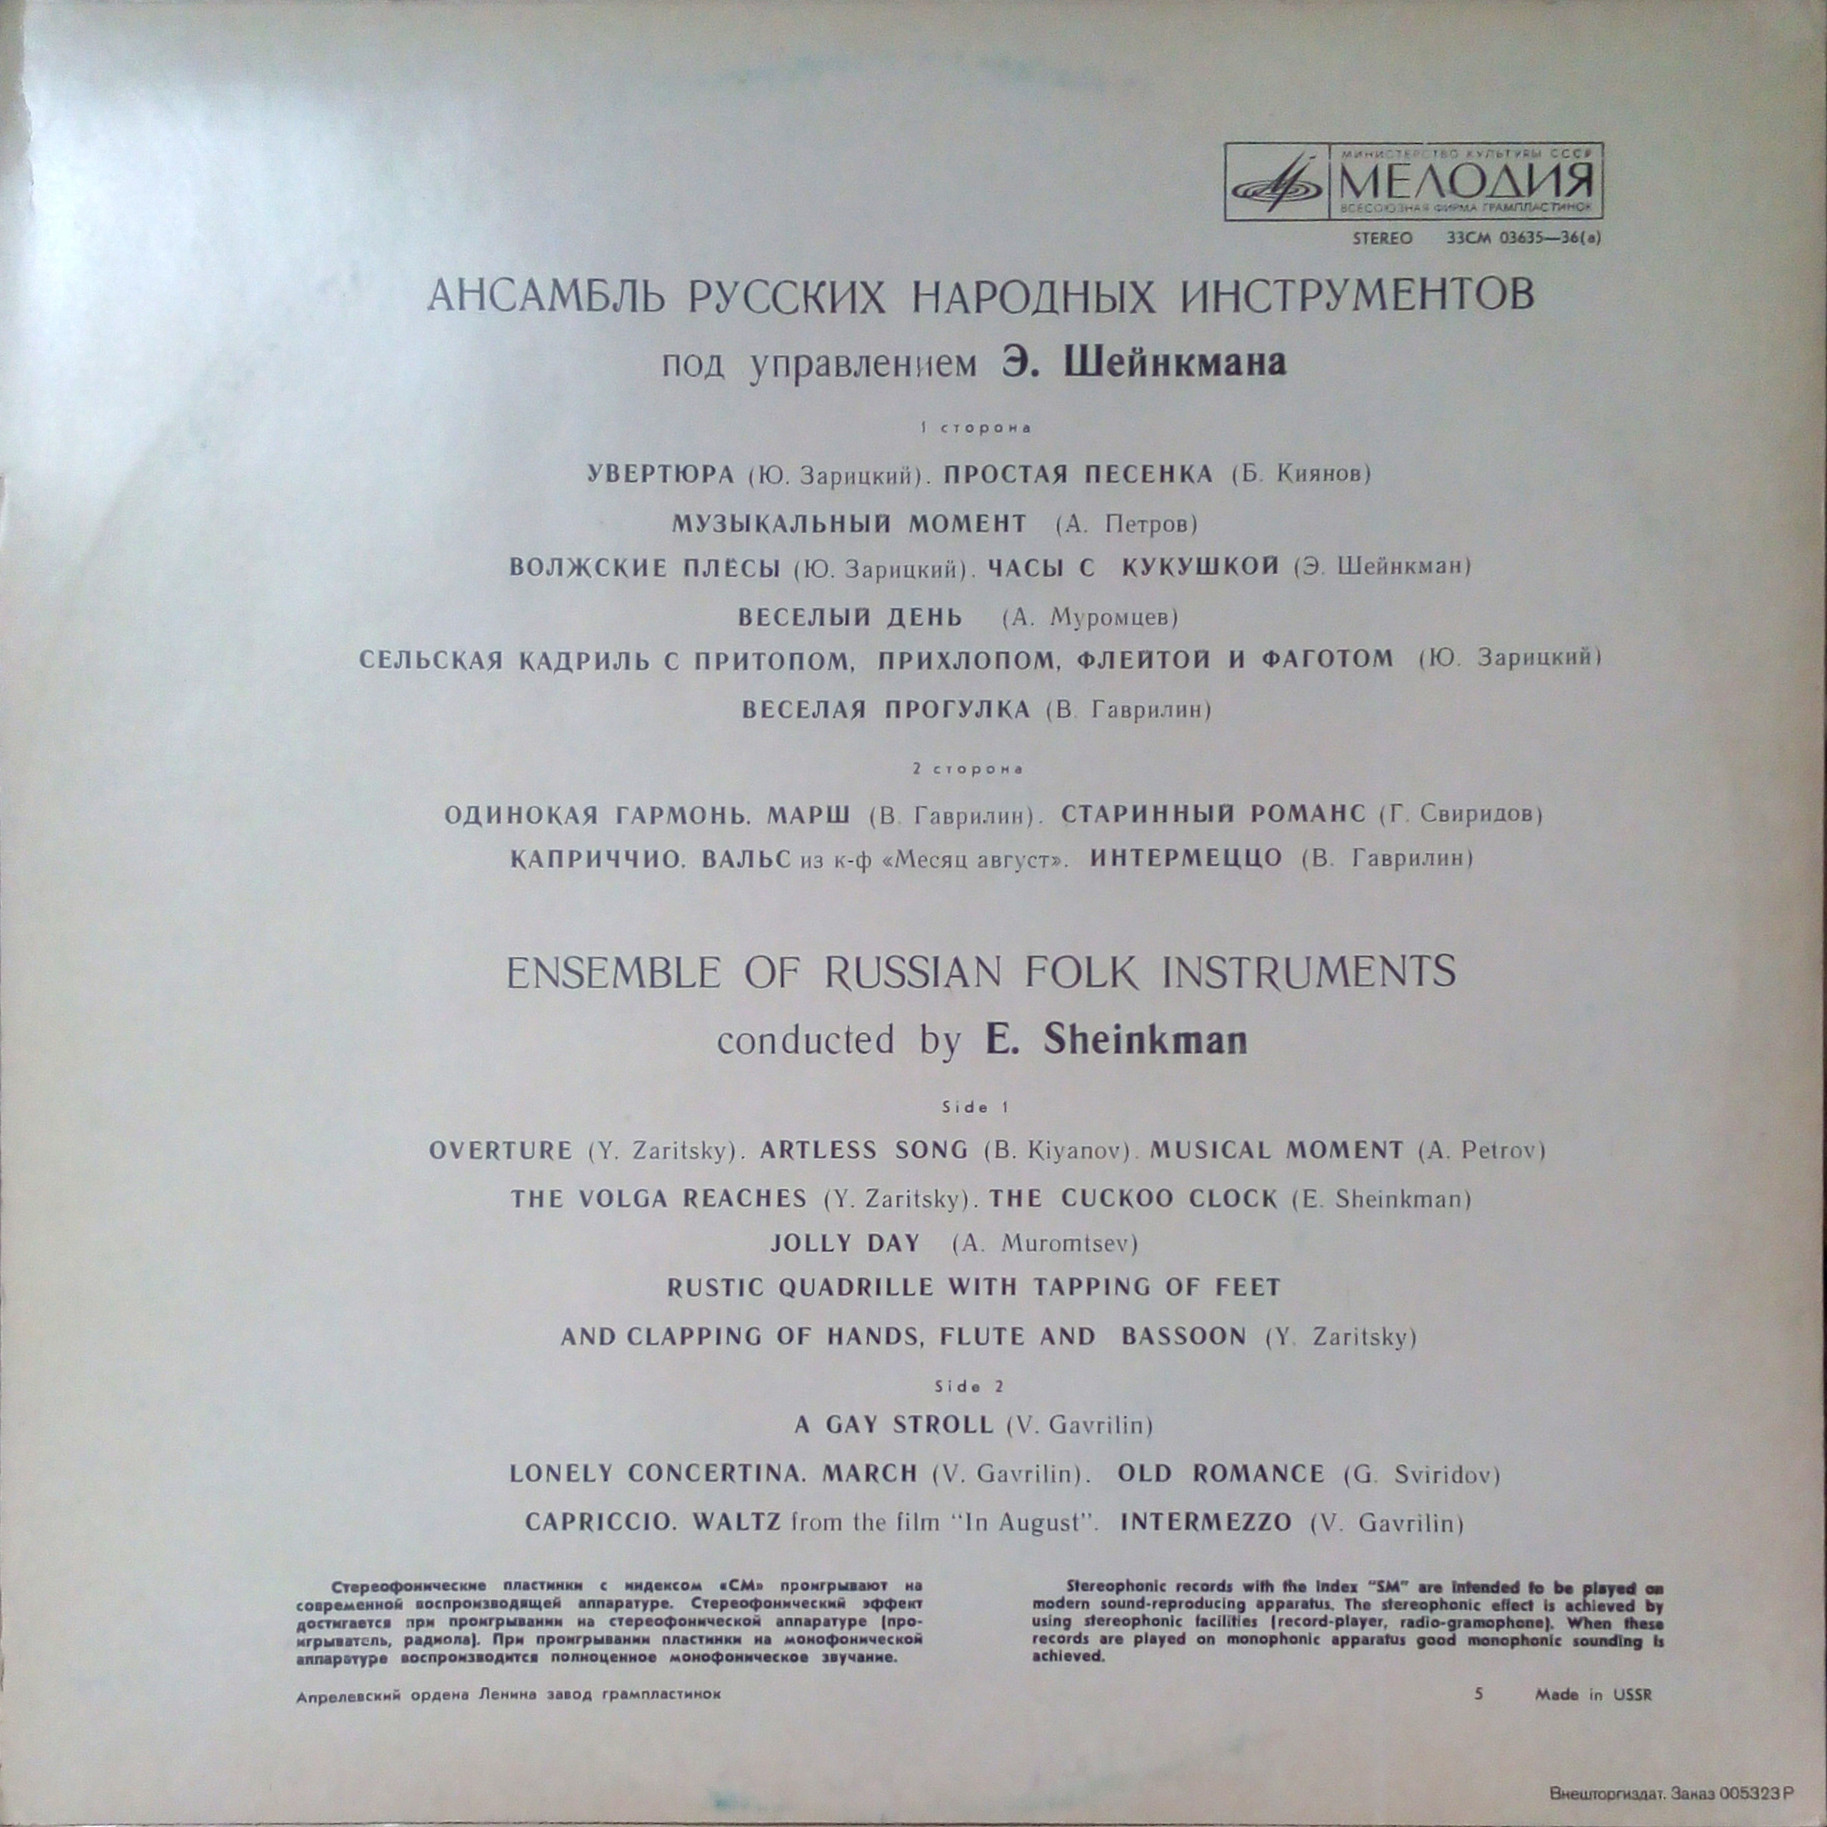 МИНИСТЕРСТВО КУЛЬТУРЫ СССР
МЕЛОДИЯ
ВСЕСОЮЗНАЯ ФИРМА ГРАМПЛАСТИНОК
STEREO 33СМ 03635—36(а)
АНСАМБЛЬ РУССКИХ НАРОДНЫХ ИНСТРУМЕНТОВ
под управлением Э. Шейнкмана
1 сторона
УВЕРТЮРА (Ю. Зарицкий). ПРОСТАЯ ПЕСЕНКА (Б. Киянов)
МУЗЫКАЛЬНЫЙ МОМЕНТ (А. Петров)
ВОЛЖСКИЕ ПЛЁСЫ (Ю. Зарицкий). ЧАСЫ С КУКУШКОЙ (Э. Шейнкман)
ВЕСЕЛЫЙ ДЕНЬ (А. Муромцев)
СЕЛЬСКАЯ КАДРИЛЬ С ПРИТОПОМ, ПРИХЛОПОМ, ФЛЕЙТОЙ И ФАГОТОМ (Ю. Зарицкий)
ВЕСЕЛАЯ ПРОГУЛКА (В. Гаврилин)
2 сторона
ОДИНОКАЯ ГАРМОНЬ. МАРШ (В. Гаврилин). СТАРИННЫЙ РОМАНС (Г. Свиридов)
КАПРИЧЧИО. ВАЛЬС из к-ф «Месяц август». ИНТЕРМЕЦЦО (В. Гаврилин)
ENSEMBLE OF RUSSIAN FOLK INSTRUMENTS
conducted by E. Sheinkman
Side 1
OVERTURE (Y. Zaritsky). ARTLESS SONG (B. Kiyanov). MUSICAL MOMENT (A. Petrov)
THE VOLGA REACHES (Y. Zaritsky). THE CUCKOO CLOCK (E. Sheinkman)
JOLLY DAY (A. Muromtsev)
RUSTIC QUADRILLE WITH TAPPING OF FEET
AND CLAPPING OF HANDS, FLUTE AND BASSOON (Y. Zaritsky)
Side 2
A GAY STROLL (V. Gavrilin)
LONELY CONCERTINA. MARCH (V. Gavrilin). OLD ROMANCE (G. Sviridov)
CAPRICCIO. WALTZ from the film "In August". INTERMEZZO (V. Gavrilin)
Стереофонические пластинки с индексом «СМ» проигрывают на
современной воспроизводящей аппаратуре. Стереофонический эффект
достигается при проигрывании на стереофонической аппаратуре (про-
игрыватель, радиола). При проигрывании пластинки на монофонической
аппаратуре воспроизводится полноценное монофоническое звучание.
Апрелевский ордена Ленина завод грампластинок
Stereophonic records with the index "SM" are intended to be played on
modern sound-reproducing apparatus. The stereophonic effect is achieved by
using stereophonic facilities (record-player, radio-gramophone). When these
records are played on monophonic apparatus good monophonic sounding is
achieved.
5 Made in USSR
Внешторгиздат. Заказ 005323Р